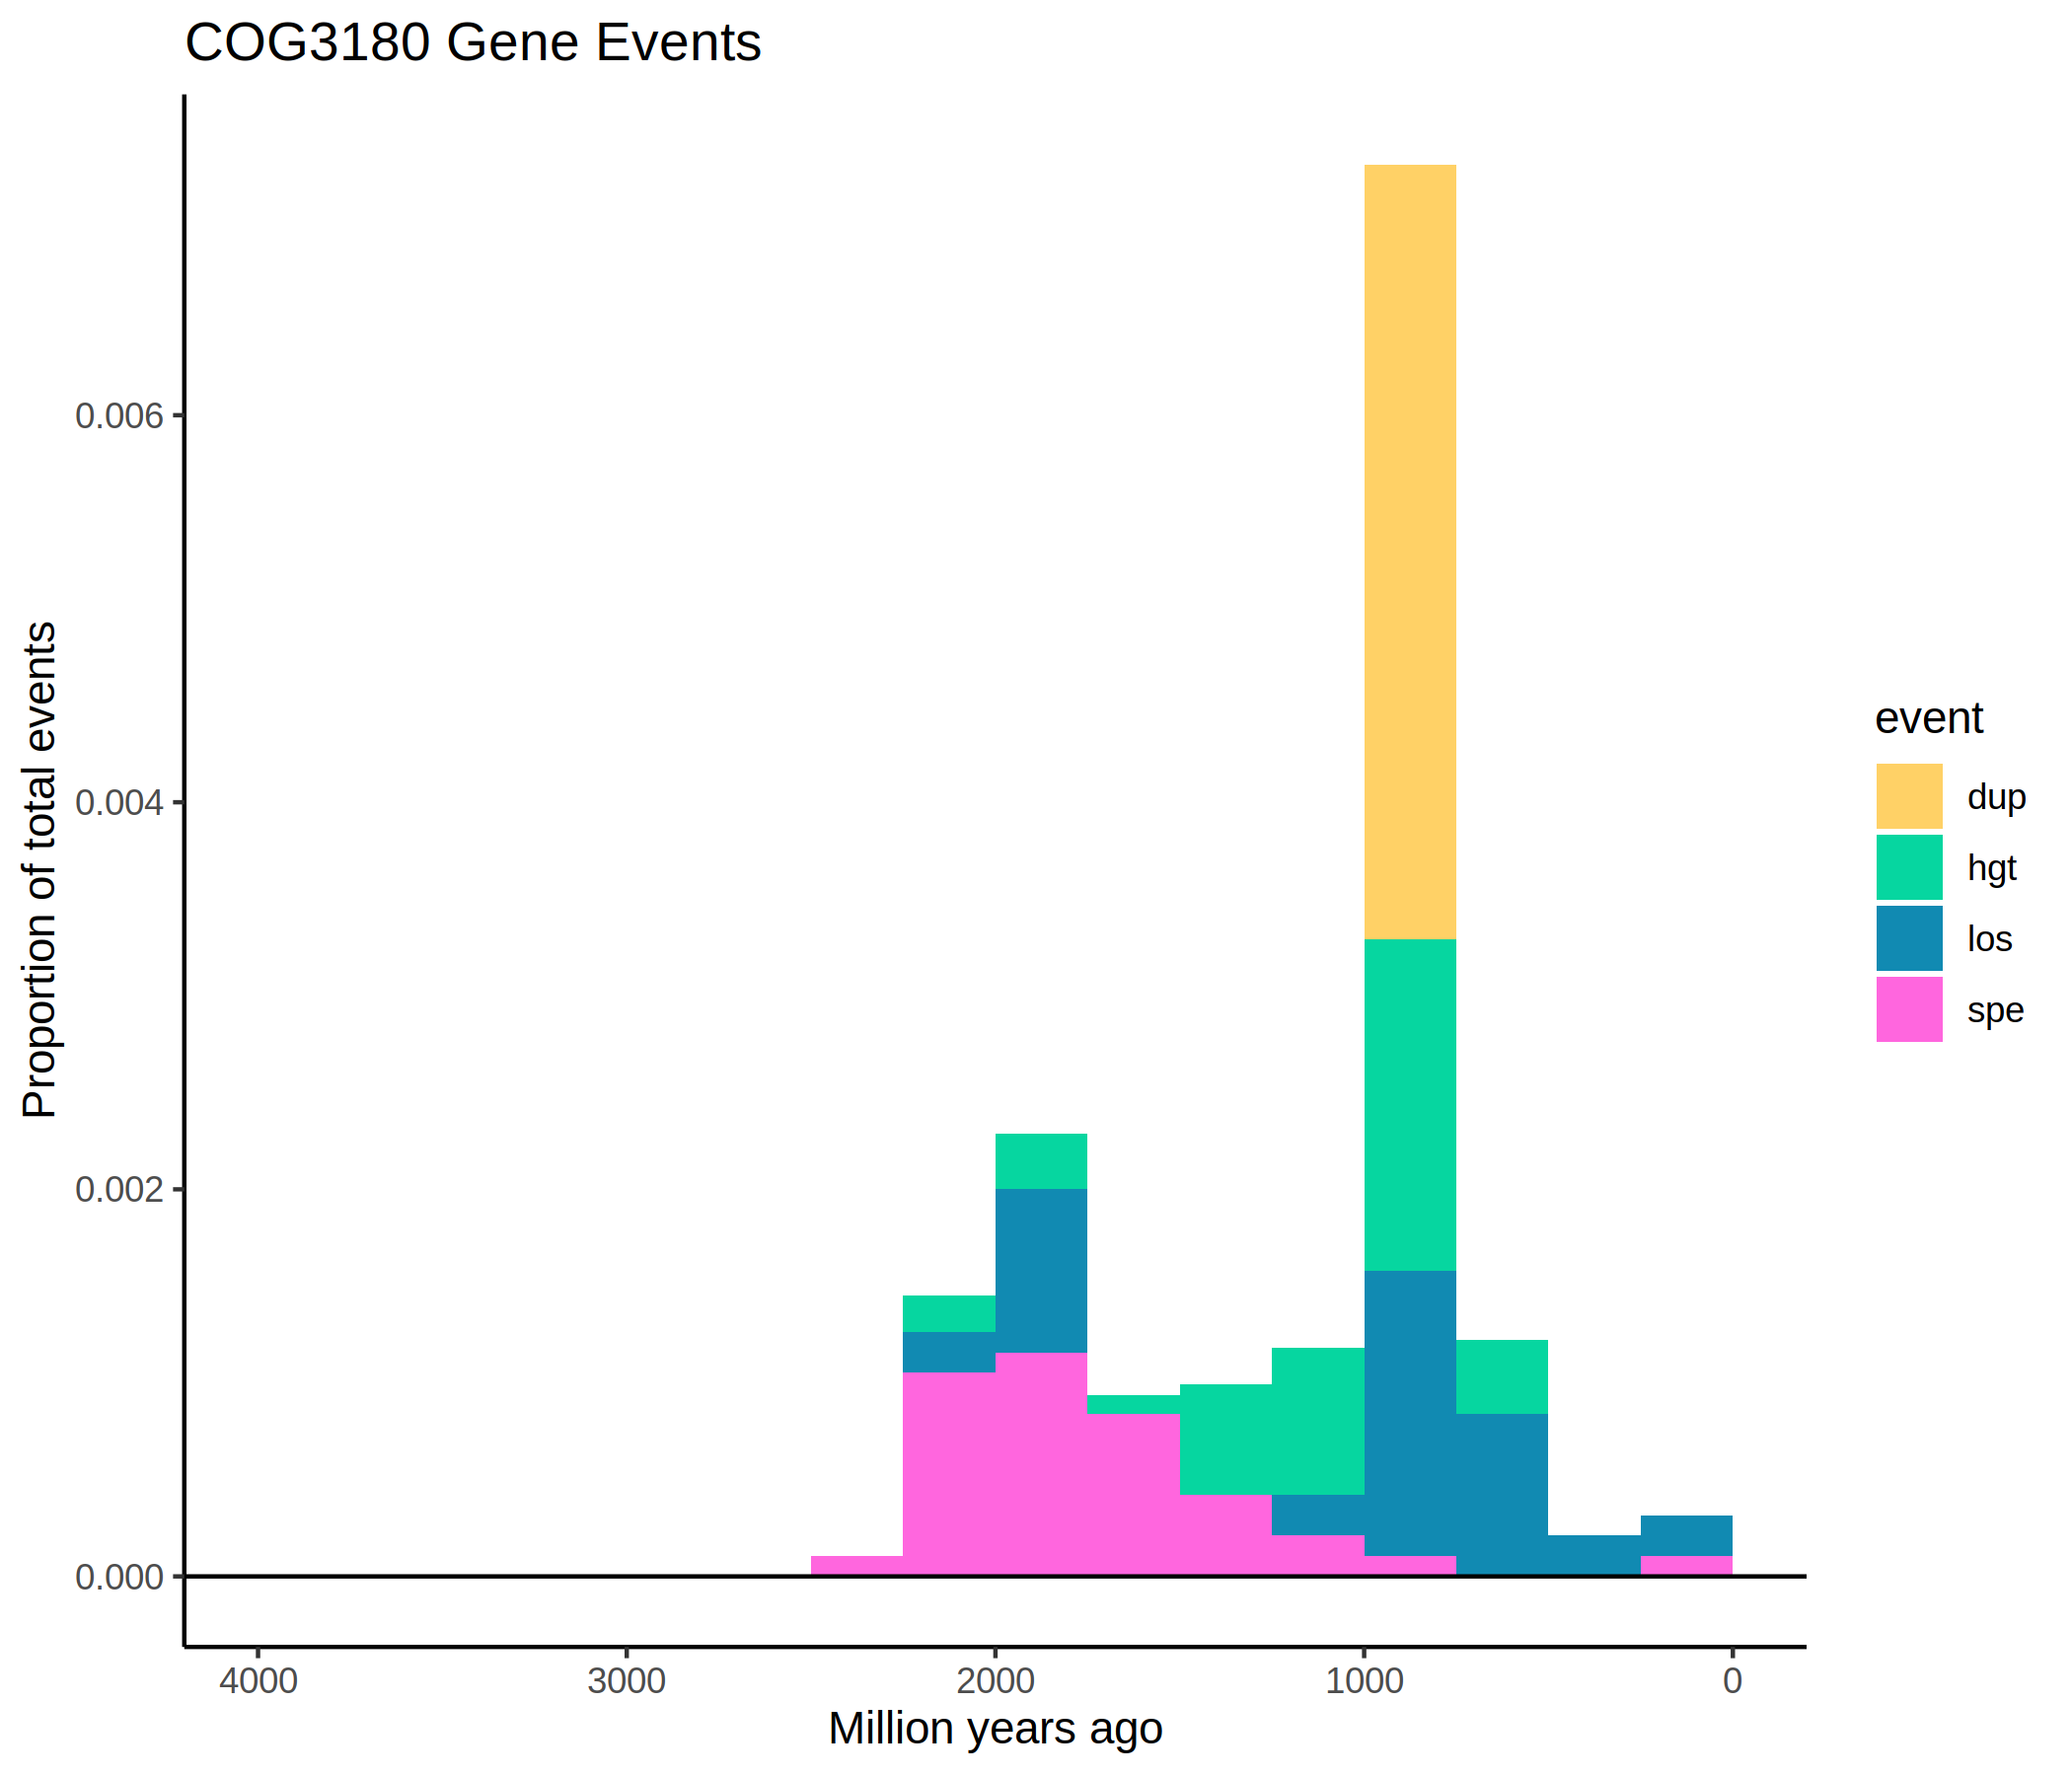 COG3180 Gene Events
Proportion of total events
0.006
0.004
0.002
0.000
4000 3000 2000 1000 0
Million years ago
event
dup
hgt
los
spe